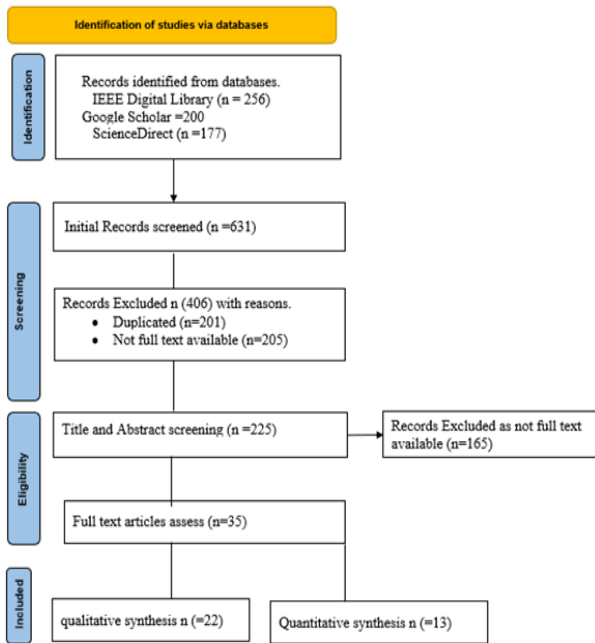 Identification of studies via databases
Identification
Records identified from databases.
IEEE Digital Library (n = 256)
Google Scholar =200
ScienceDirect (n =177)
Screening
Initial Records screened (n =631)
Records Excluded n (406) with reasons.
• Duplicated (n=201)
• Not full text available (n=205)
Eligibility
Title and Abstract screening (n =225)
Records Excluded as not full text
available (n=165)
Full text articles assess (n=35)
Included
qualitative synthesis n (=22)
Quantitative synthesis n (=13)